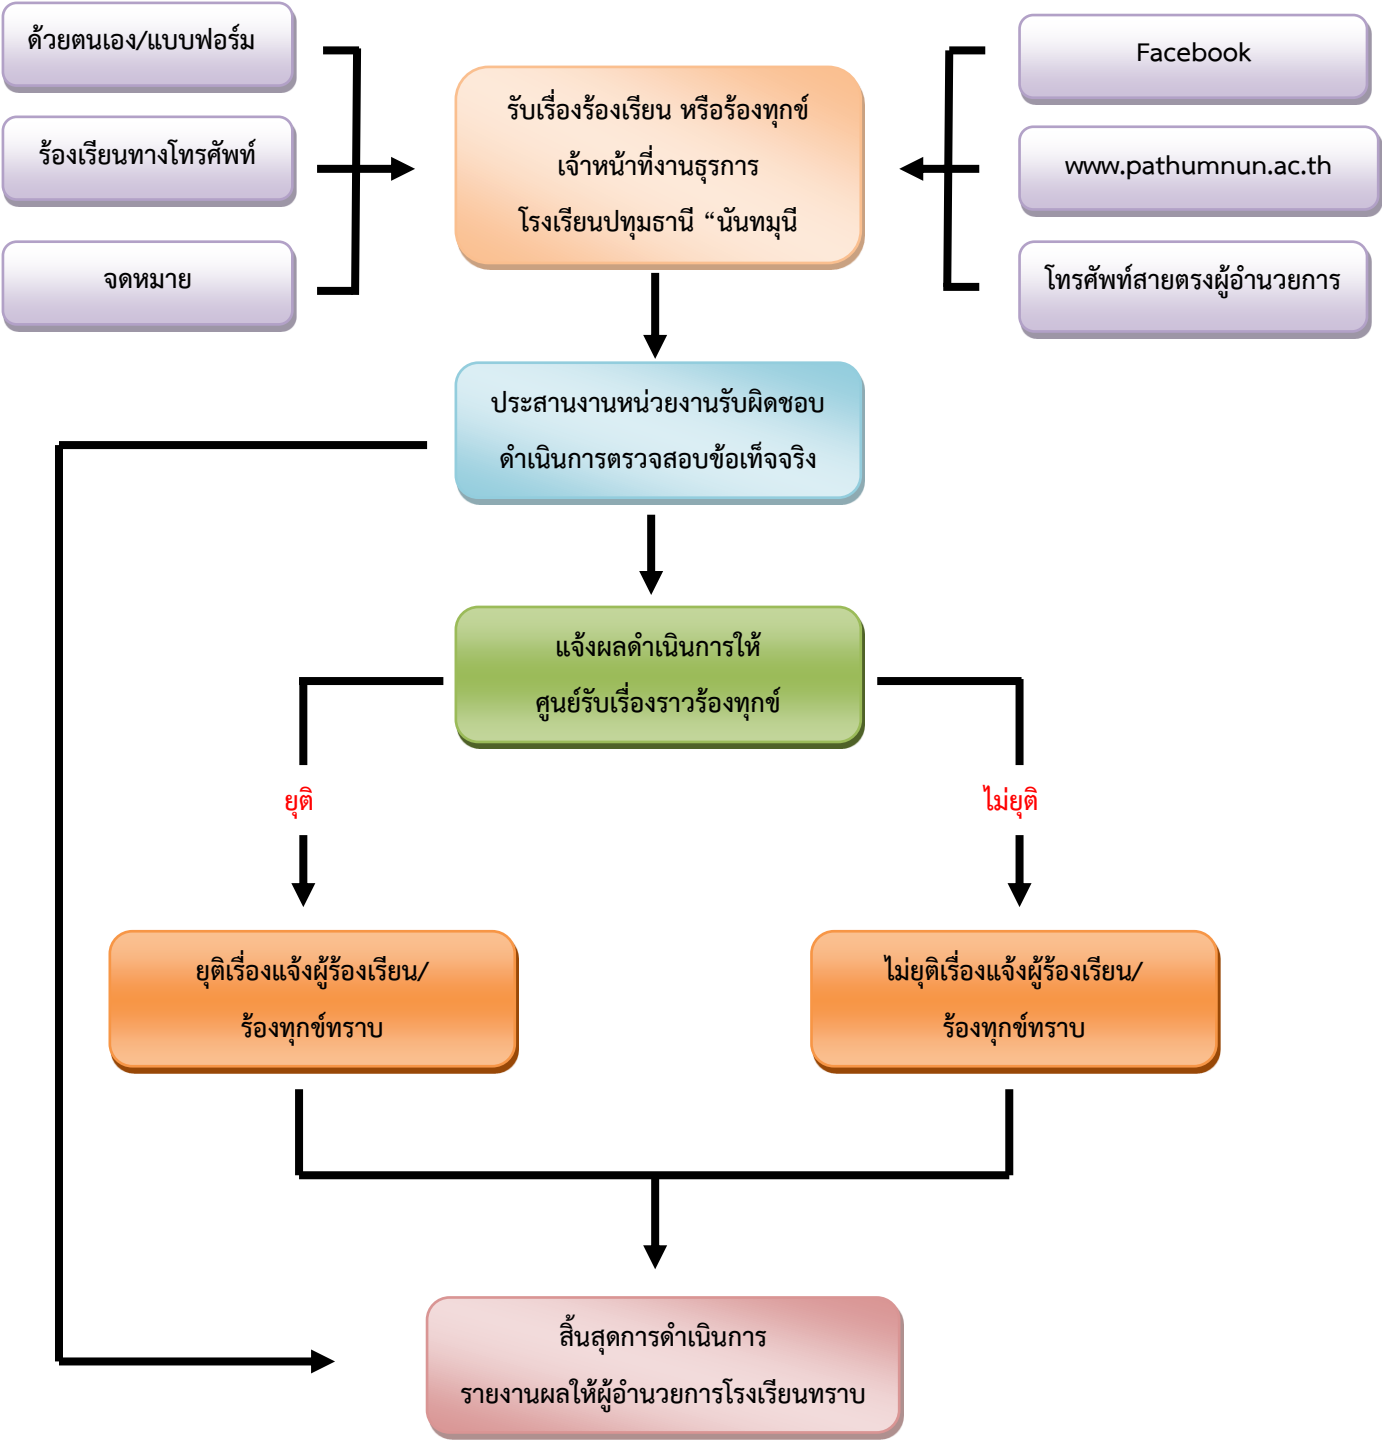 ด้วยตนเอง/แบบฟอร์ม
ร้องเรียนทางโทรศัพท์
จดหมาย
รับเรื่องร้องเรียน หรือร้องทุกข์
เจ้าหน้าที่งานธุรการ
โรงเรียนปทุมธานี “นันทมุนี
Facebook
www.pathumnun.ac.th
โทรศัพท์สายตรงผู้อำนวยการ
ประสานงานหน่วยงานรับผิดชอบ
ดำเนินการตรวจสอบข้อเท็จจริง
แจ้งผลดำเนินการให้
ศูนย์รับเรื่องราวร้องทุกข์
ยุติ
ไม่ยุติ
ยุติเรื่องแจ้งผู้ร้องเรียน/
ร้องทุกข์ทราบ
ไม่ยุติเรื่องแจ้งผู้ร้องเรียน/
ร้องทุกข์ทราบ
สิ้นสุดการดำเนินการ
รายงานผลให้ผู้อำนวยการโรงเรียนทราบ